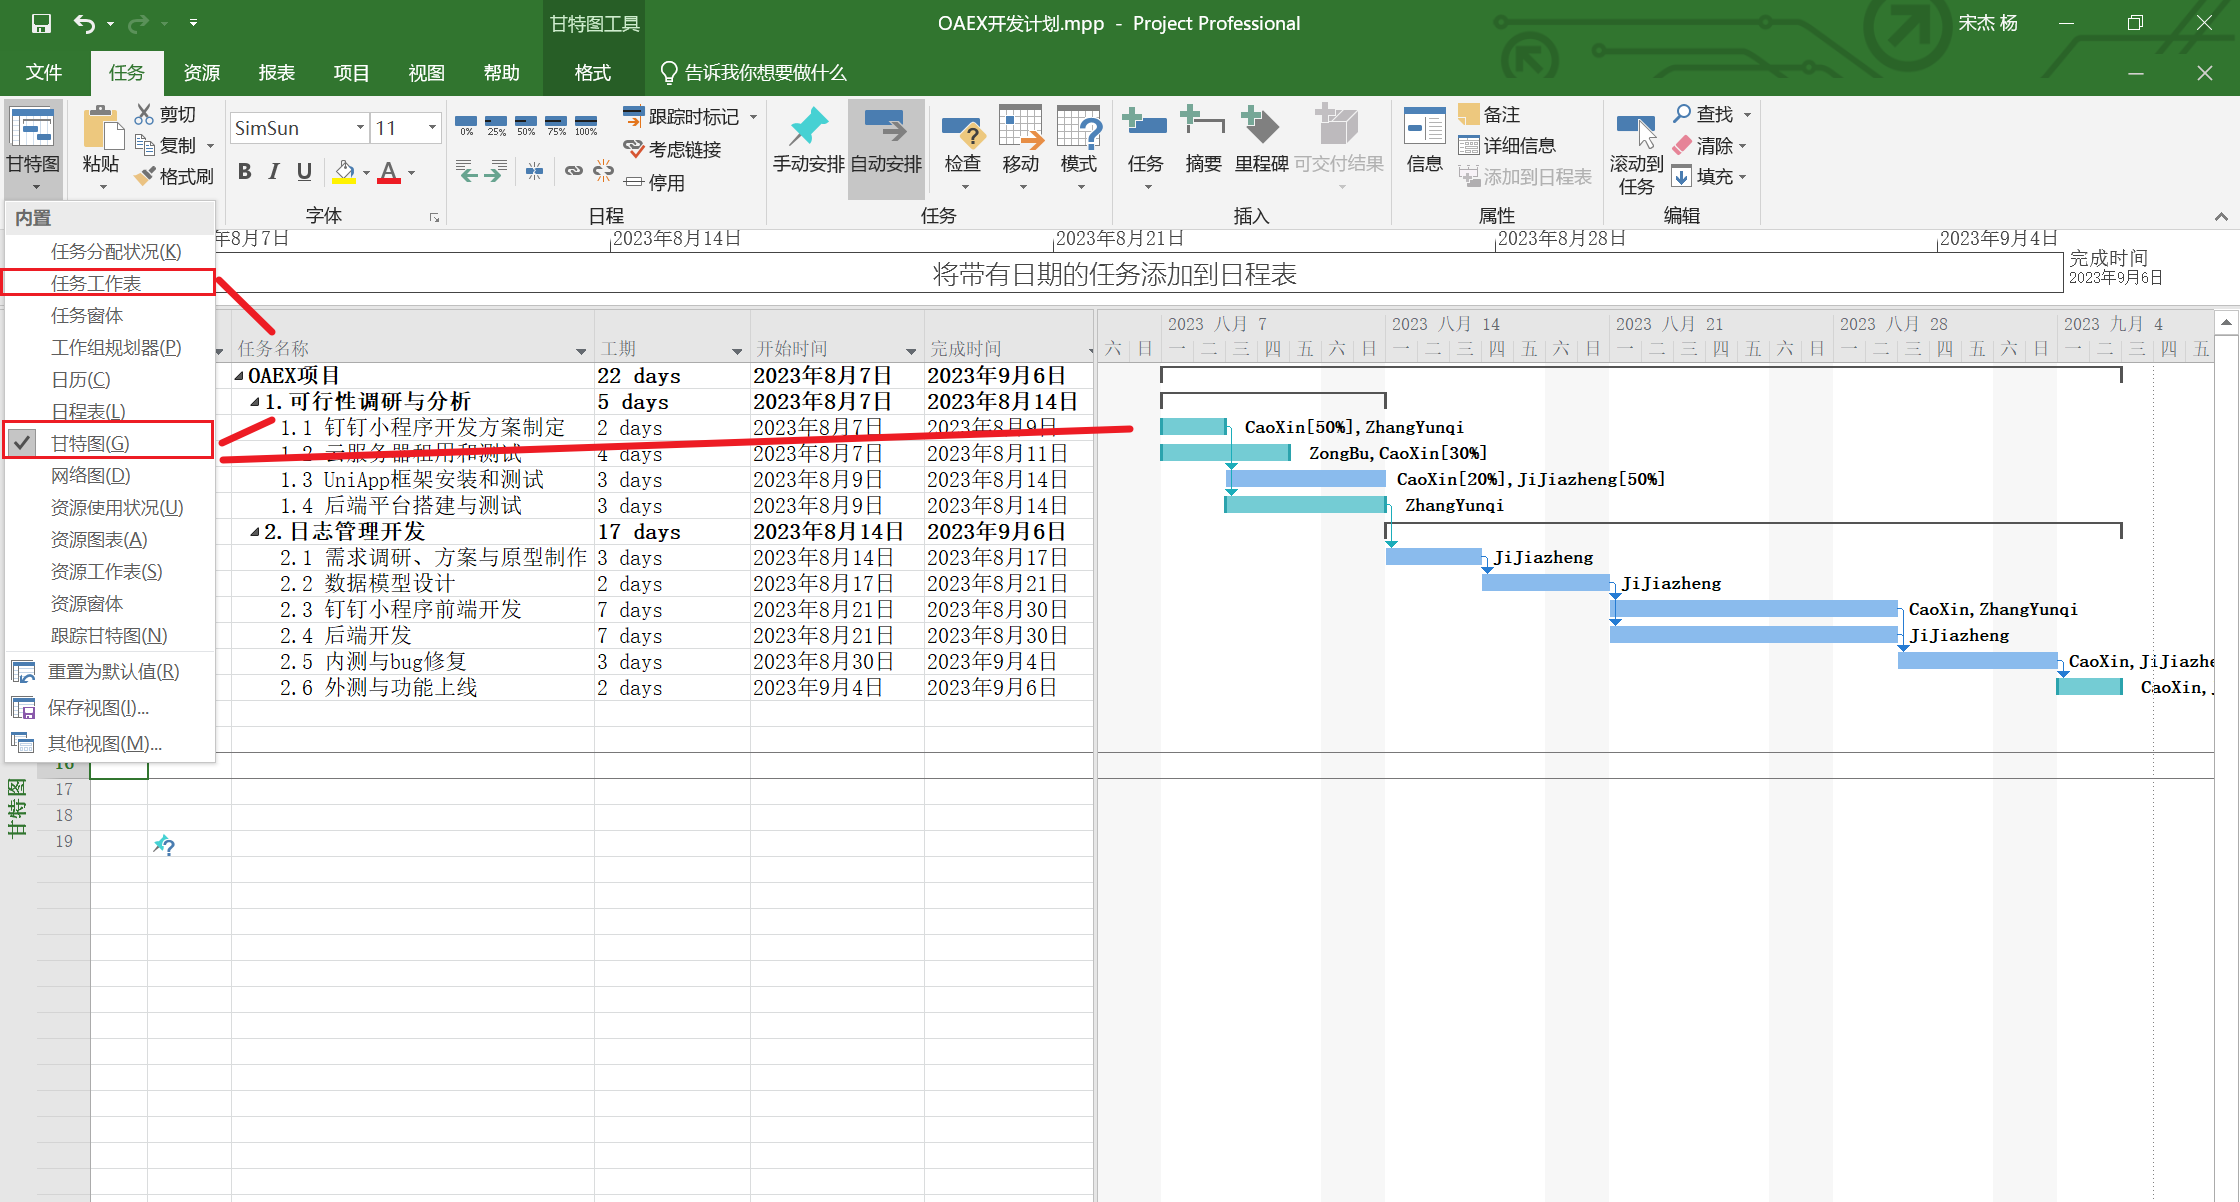 甘特图工具
OAEX开发计划.mpp - Project Professional
宋杰 杨
文件 任务 资源 报表 项目 视图 帮助 格式 告诉我你想要做什么
甘特图
粘贴
剪切
复制
格式刷
SimSun 11
B I U A
字体
0% 25% 50% 75% 100%
跟踪时标记
考虑链接
停用
日程
手动安排 自动安排
检查 移动 模式
任务
任务 摘要 里程碑 可交付结果
插入
信息
备注
详细信息
添加到日程表
属性
滚动到
任务
查找
清除
填充
编辑
内置
任务分配状况(K)
任务工作表
任务窗体
工作组规划器(P)
日历(C)
日程表(L)
甘特图(G)
网络图(D)
资源使用状况(U)
资源图表(A)
资源工作表(S)
资源窗体
跟踪甘特图(N)
重置为默认值(R)
保存视图(I)...
其他视图(M)...
年8月7日 2023年8月14日 2023年8月21日 2023年8月28日 2023年9月4日
将带有日期的任务添加到日程表
完成时间
2023年9月6日
任务名称 工期 开始时间 完成时间
OAEX项目 22 days 2023年8月7日 2023年9月6日
1.可行性调研与分析 5 days 2023年8月7日 2023年8月14日
1.1 钉钉小程序开发方案制定 2 days 2023年8月7日 2023年8月9日
1.2 云服务器租用和测试 4 days 2023年8月7日 2023年8月11日
1.3 UniApp框架安装和测试 3 days 2023年8月9日 2023年8月14日
1.4 后端平台搭建与测试 3 days 2023年8月9日 2023年8月14日
2.日志管理开发 17 days 2023年8月14日 2023年9月6日
2.1 需求调研、方案与原型制作 3 days 2023年8月14日 2023年8月17日
2.2 数据模型设计 2 days 2023年8月17日 2023年8月21日
2.3 钉钉小程序前端开发 7 days 2023年8月21日 2023年8月30日
2.4 后端开发 7 days 2023年8月21日 2023年8月30日
2.5 内测与bug修复 3 days 2023年8月30日 2023年9月4日
2.6 外测与功能上线 2 days 2023年9月4日 2023年9月6日
2023 八月 7 2023 八月 14 2023 八月 21 2023 八月 28 2023 九月 4
六 日 一 二 三 四 五 六 日 一 二 三 四 五 六 日 一 二 三 四 五 六 日 一 二 三 四 五 六 日 一 二 三 四 五
CaoXin[50%],ZhangYunqi
ZongBu,CaoXin[30%]
CaoXin[20%],JiJiazheng[50%]
ZhangYunqi
JiJiazheng
JiJiazheng
CaoXin,ZhangYunqi
JiJiazheng
CaoXin,JiJiazhe
CaoXin,J
16
17
18
19
甘特图